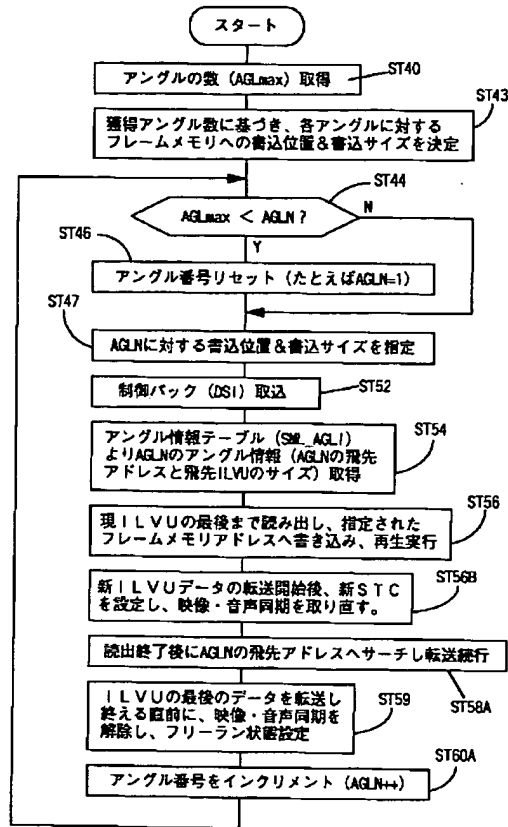 スタート
アングルの数（AGLmax）取得
ST40
獲得アングル数に基づき、各アングルに対する
フレームメモリへの書込位置＆書込サイズを決定
ST43
AGLmax < AGLN ?
ST44
N
Y
ST46
アングル番号リセット（たとえばAGLN=1）
ST47
AGLNに対する書込位置＆書込サイズを指定
制御パック（DSI）取込
ST52
アングル情報テーブル（SML_AGLI）
よりAGLNのアングル情報（AGLNの飛先
アドレスと飛先ILVUのサイズ）取得
ST54
現ＩＬＶＵの最後まで読み出し、指定された
フレームメモリアドレスへ書き込み、再生実行
ST56
新ＩＬＶＵデータの転送開始後、新ＳＴＣ
を設定し、映像・音声同期を取り直す。
ST56B
読出終了後にAGLNの飛先アドレスへサーチし転送続行
ST58A
ＩＬＶＵの最後のデータを転送し
終える直前に、映像・音声同期を
解除し、フリーラン状態設定
ST59
アングル番号をインクリメント（AGLN++）
ST60A